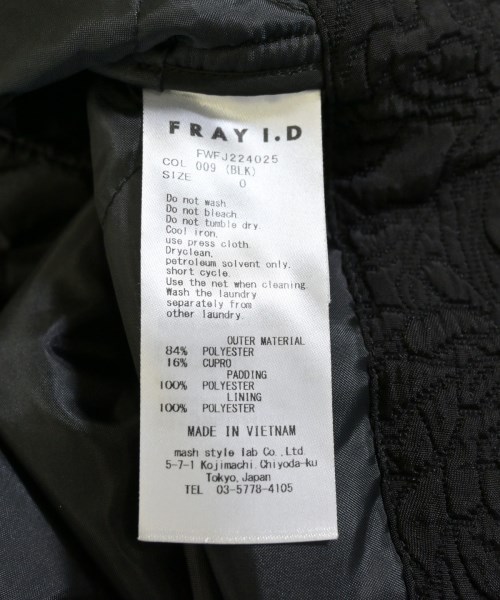 FRAY I.D
FWFJ224025
COL 009 (BLK)
SIZE 0
Do not wash.
Do not bleach.
Do not tumble dry.
Cool iron,
use press cloth.
Dryclean,
petroleum solvent only,
short cycle.
Use the net when cleaning.
Wash the laundry
separately from
other laundry.
OUTER MATERIAL
84% POLYESTER
16% CUPRO
PADDING
100% POLYESTER
LINING
100% POLYESTER
MADE IN VIETNAM
mash style lab Co.,Ltd.
5-7-1 Kojimachi,Chiyoda-ku
Tokyo,Japan
TEL 03-5778-4105